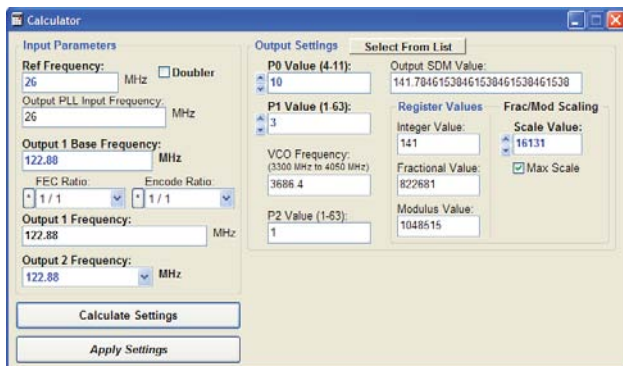 Calculator
Input Parameters
Ref Frequency:
26
MHz
Doubler
Output PLL Input Frequency:
26
MHz
Output 1 Base Frequency:
122.88
MHz
FEC Ratio:
Encode Ratio:
* 1 / 1
* 1 / 1
Output 1 Frequency:
122.88
MHz
Output 2 Frequency:
122.88
MHz
Calculate Settings
Apply Settings
Output Settings
Select From List
P0 Value (4-11):
10
P1 Value (1-63):
3
VCO Frequency:
(3300 MHz to 4050 MHz)
3686.4
P2 Value (1-63):
1
Output SDM Value:
141.78461538461538461538461538
Register Values
Integer Value:
141
Fractional Value:
822681
Modulus Value:
1048515
Frac/Mod Scaling
Scale Value:
16131
Max Scale